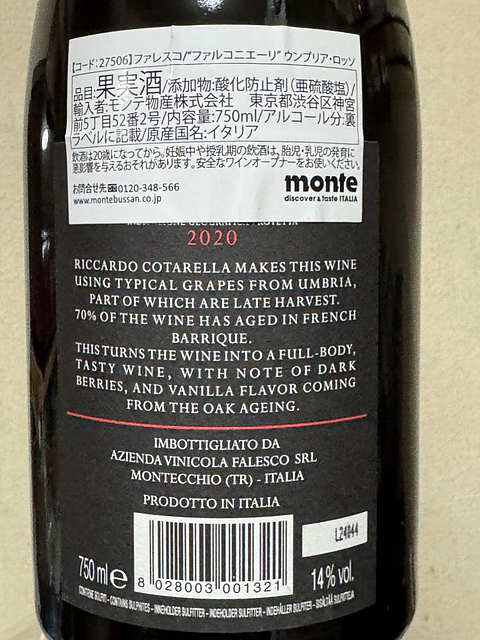 【コード:27506】ファレスコ/"ファルコニエーリ" ウンブリア・ロッソ
品目:果実酒/添加物:酸化防止剤(亜硫酸塩)/
輸入者:モンテ物産株式会社 東京都渋谷区神宮
前5丁目52番2号/内容量:750ml/アルコール分:裏
ラベルに記載/原産国名:イタリア
飲酒は20歳になってから。妊娠中や授乳期の飲酒は、胎児・乳児の発育に
悪影響を与えるおそれがあります。安全なワインオープナーをお使いください。
お問合せ先 0120-348-566
www.montebussan.co.jp
monte
discover & taste ITALIA
2020
RICCARDO COTARELLA MAKES THIS WINE
USING TYPICAL GRAPES FROM UMBRIA,
PART OF WHICH ARE LATE HARVEST.
70% OF THE WINE HAS AGED IN FRENCH
BARRIQUE.
THIS TURNS THE WINE INTO A FULL-BODY,
TASTY WINE, WITH NOTE OF DARK
BERRIES, AND VANILLA FLAVOR COMING
FROM THE OAK AGEING.
IMBOTTIGLIATO DA
AZIENDA VINICOLA FALESCO SRL
MONTECCHIO (TR) - ITALIA
PRODOTTO IN ITALIA
L24044
750 ml e
8 028003 001321
14% vol.
CONTIENE SOLFITI - CONTAINS SULPHITES - INNEHOLDER SULFITTER - INDEHOLDER SULFITTER - INNEHÅLLER SULFITER - SISÄLTÄÄ SULFIITTEJA